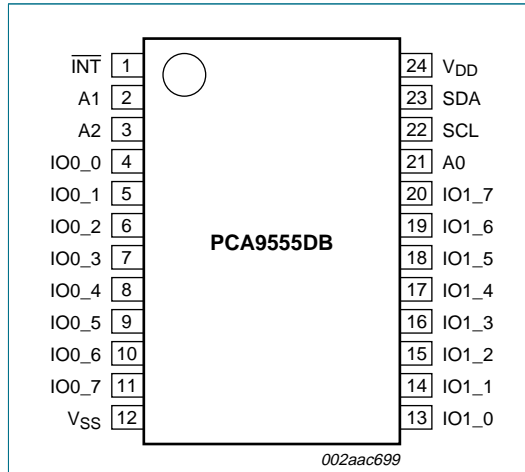 INT 1 24 VDD
A1 2 23 SDA
A2 3 22 SCL
IO0_0 4 21 A0
IO0_1 5 20 IO1_7
IO0_2 6 19 IO1_6
PCA9555DB
IO0_3 7 18 IO1_5
IO0_4 8 17 IO1_4
IO0_5 9 16 IO1_3
IO0_6 10 15 IO1_2
IO0_7 11 14 IO1_1
VSS 12 13 IO1_0
002aac699